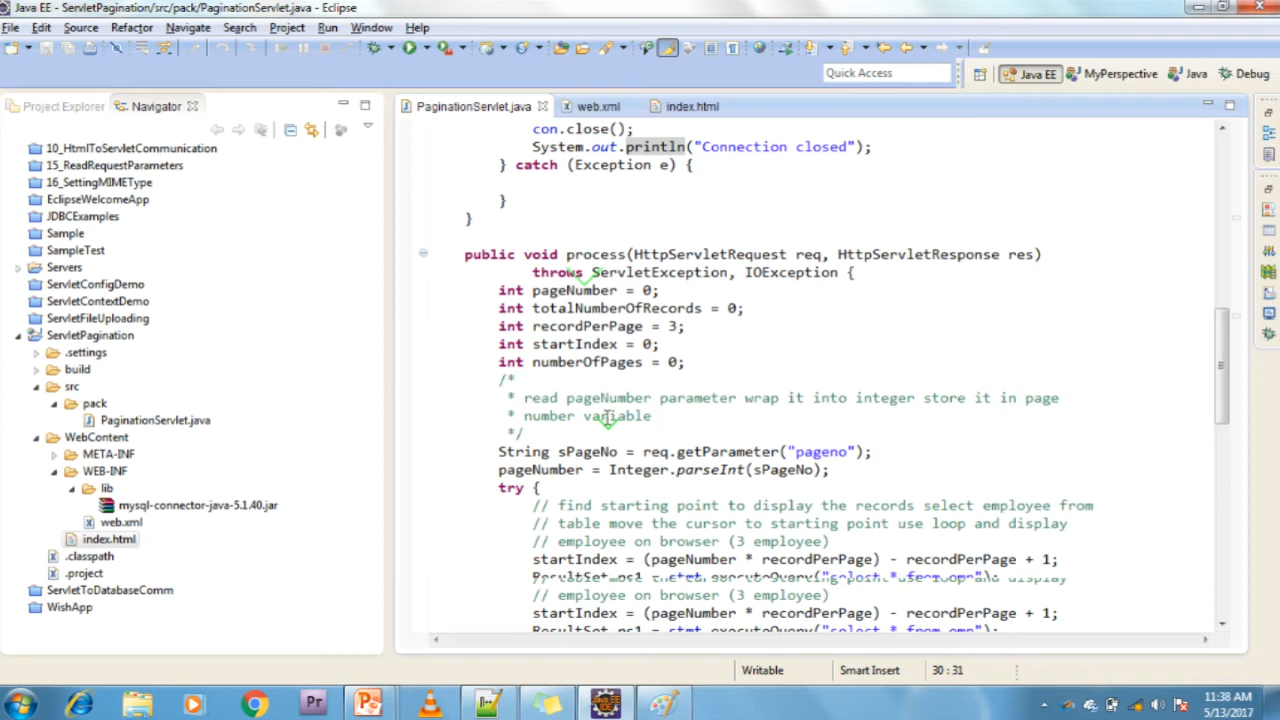 Java EE - ServletPagination/src/pack/PaginationServlet.java - Eclipse
File Edit Source Refactor Navigate Search Project Run Window Help
Quick Access
Java EE MyPerspective Java Debug
Project Explorer Navigator
PaginationServlet.java web.xml index.html
10_HtmlToServletCommunication
15_ReadRequestParameters
16_SettingMIMEType
EclipseWelcomeApp
JDBCExamples
Sample
SampleTest
Servers
ServletConfigDemo
ServletContextDemo
ServletFileUploading
ServletPagination
.settings
build
src
pack
PaginationServlet.java
WebContent
META-INF
WEB-INF
lib
mysql-connector-java-5.1.40.jar
web.xml
index.html
.classpath
.project
ServletToDatabaseComm
WishApp
con.close();
System.out.println("Connection closed");
} catch (Exception e) {
}
}
public void process(HttpServletRequest req, HttpServletResponse res)
throws ServletException, IOException {
int pageNumber = 0;
int totalNumberOfRecords = 0;
int recordPerPage = 3;
int startIndex = 0;
int numberOfPages = 0;
/*
* read pageNumber parameter wrap it into integer store it in page
* number variable
*/
String sPageNo = req.getParameter("pageno");
pageNumber = Integer.parseInt(sPageNo);
try {
// find starting point to display the records select employee from
// table move the cursor to starting point use loop and display
// employee on browser (3 employee)
startIndex = (pageNumber * recordPerPage) - recordPerPage + 1;
// employee on browser (3 employee)
startIndex = (pageNumber * recordPerPage) - recordPerPage + 1;
ResultSet rs1 = stmt.executeQuery("select * from emp");
Writable Smart Insert 30 : 31
Pr
11:38 AM
5/13/2017